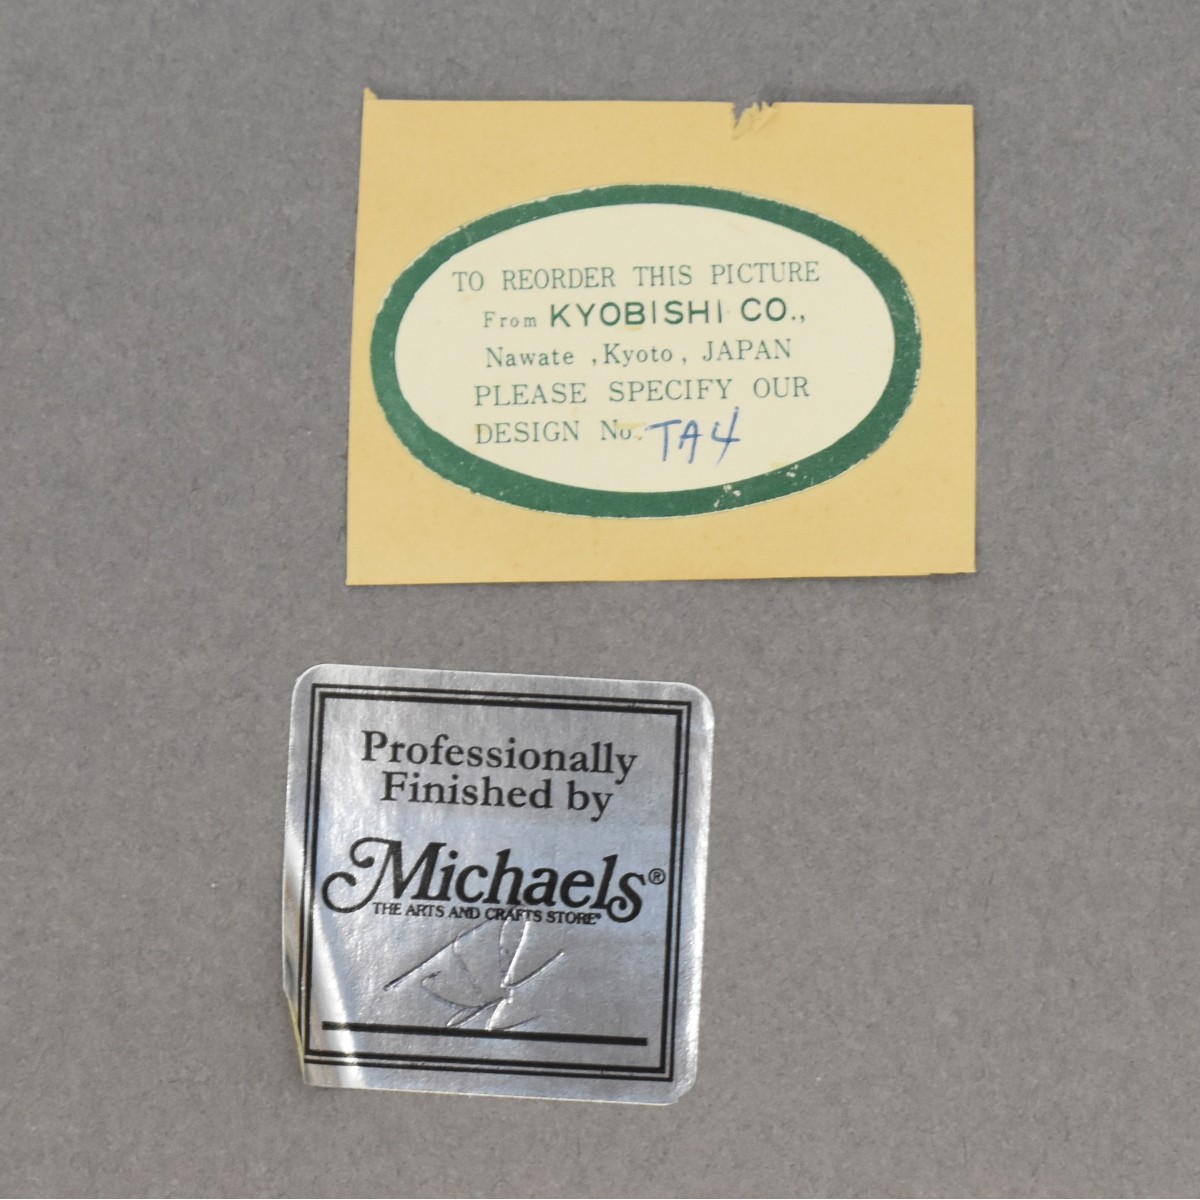 TO REORDER THIS PICTURE
From KYOBISHI CO.,
Nawate , Kyoto , JAPAN
PLEASE SPECIFY OUR
DESIGN No. TA4
Professionally
Finished by
Michaels®
THE ARTS AND CRAFTS STORE®